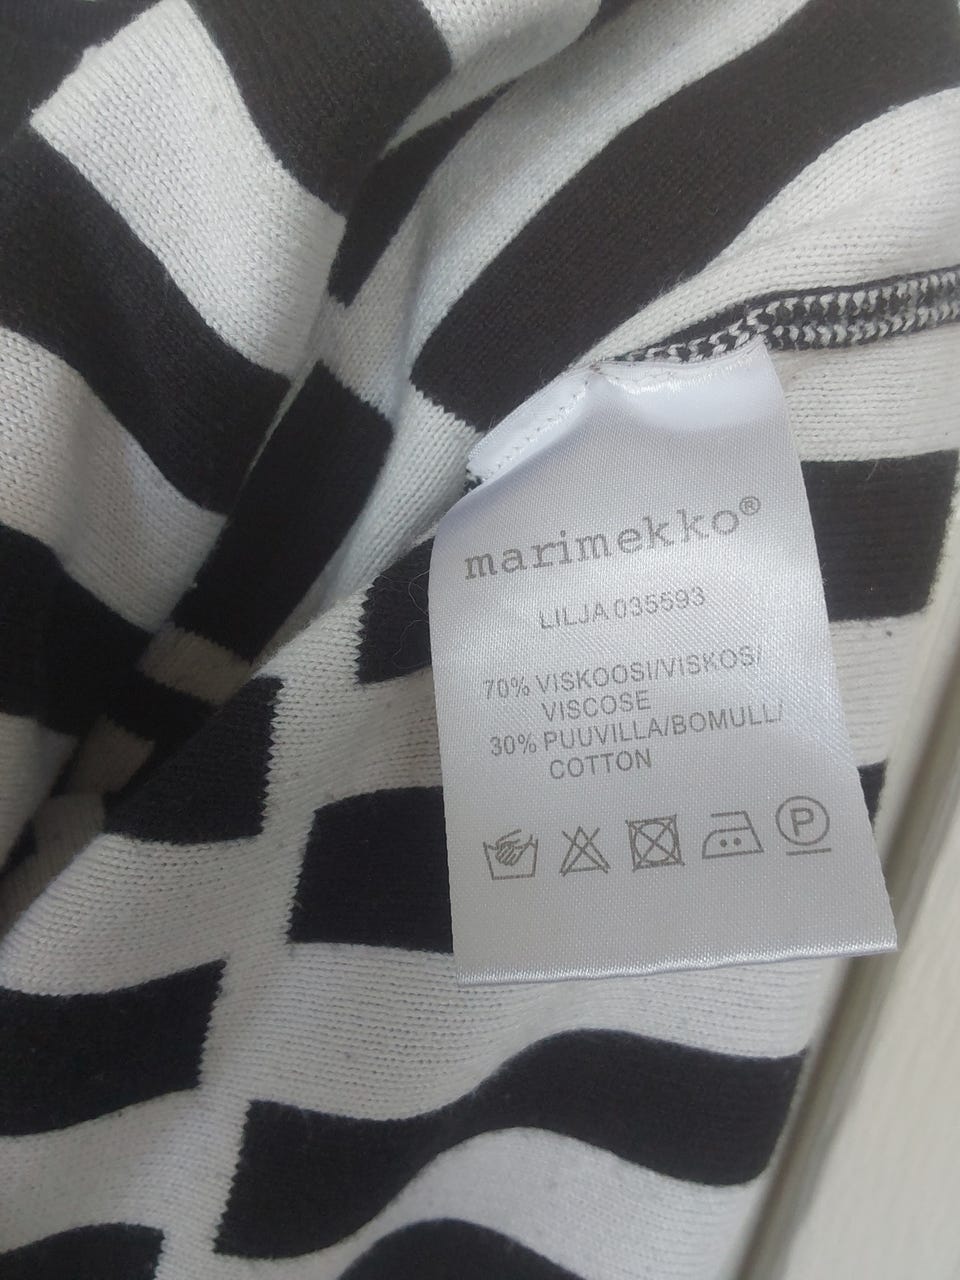 marimekko®
LILJA 035593
70% VISKOOSI/VISKOS/
VISCOSE
30% PUUVILLA/BOMULL/
COTTON
P